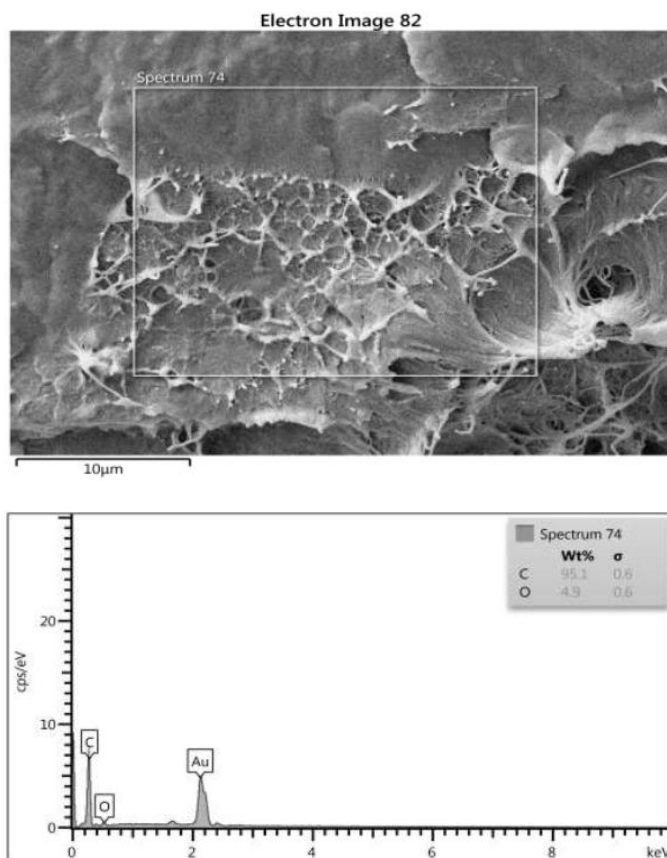 Electron Image 82
Spectrum 74
10µm
Spectrum 74
Wt% σ
C 95.1 0.6
O 4.9 0.6
20
10
0
cps/eV
C
O
Au
0 2 4 6 8 keV